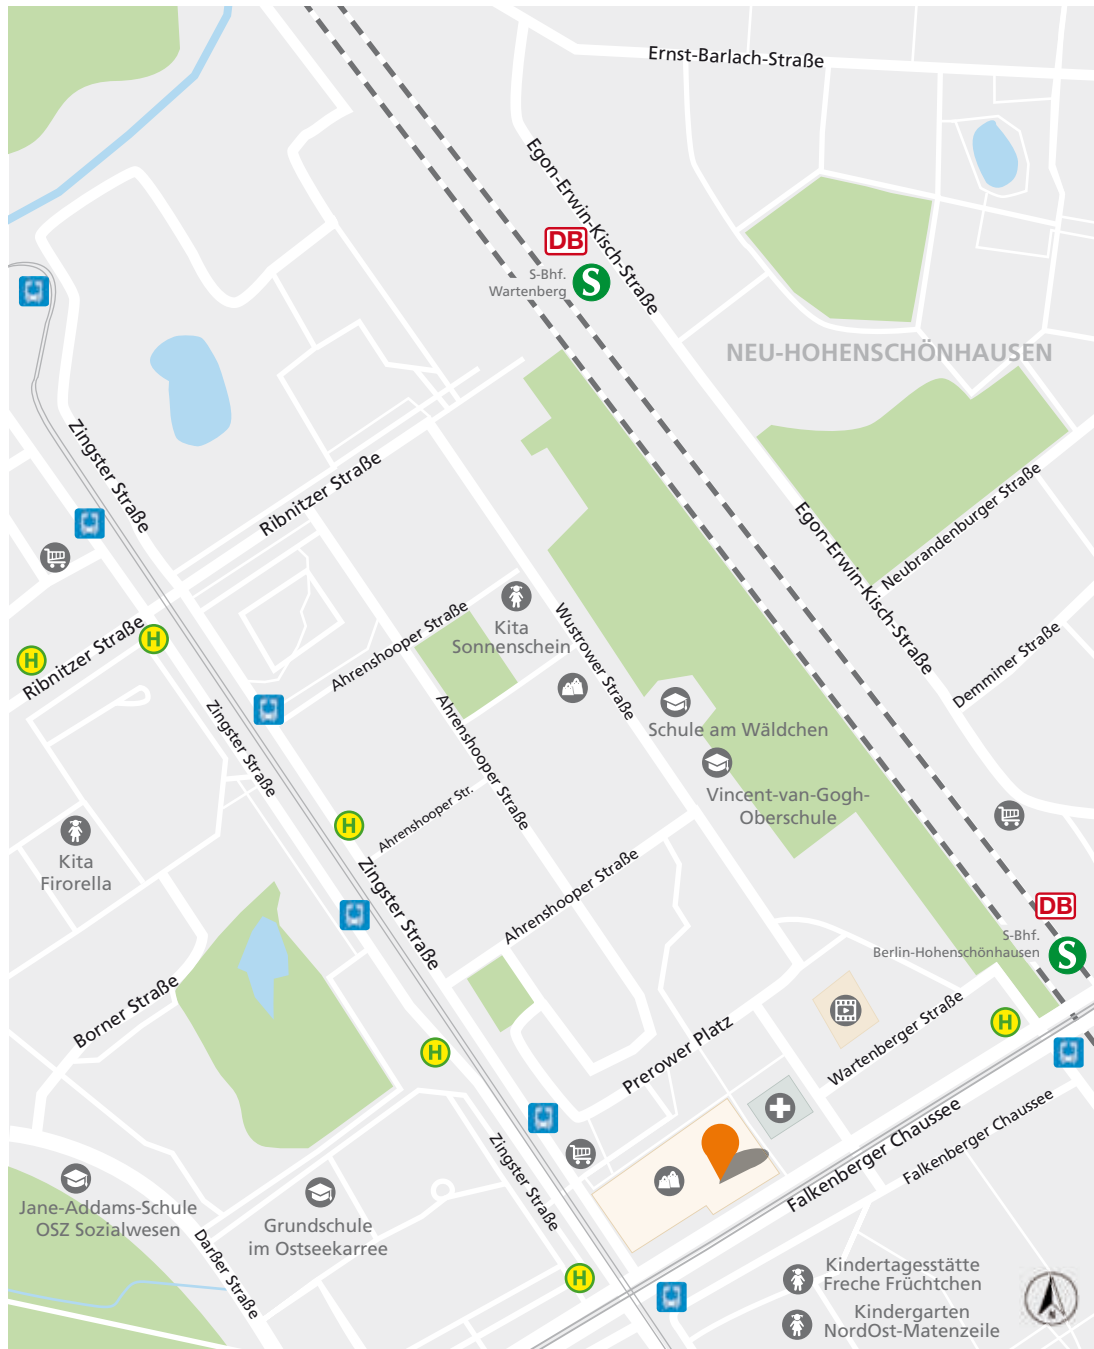 Ernst-Barlach-Straße
Egon-Erwin-Kisch-Straße
DB
S-Bhf.
Wartenberg
S
NEU-HOHENSCHÖNHAUSEN
Zingster Straße
Ribnitzer Straße
Neubrandenburger Straße
Egon-Erwin-Kisch-Straße
Kita
Sonnenschein
Ahrenshooper Straße
Wustrower Straße
H
H
Ribnitzer Straße
Demminer Straße
Zingster Straße
Ahrenshooper Straße
Schule am Wäldchen
Vincent-van-Gogh-
Oberschule
Ahrenshooper Str.
H
Kita
Firorella
Zingster Straße
Ahrenshooper Straße
DB
S-Bhf.
Berlin-Hohenschönhausen
S
Borner Straße
H
H
Wartenberger Straße
Prerower Platz
Falkenberger Chaussee
Falkenberger Chaussee
Zingster Straße
Jane-Addams-Schule
OSZ Sozialwesen
Grundschule
im Ostseekarree
Darßer Straße
H
Kindertagesstätte
Freche Früchtchen
Kindergarten
NordOst-Matenzeile
N